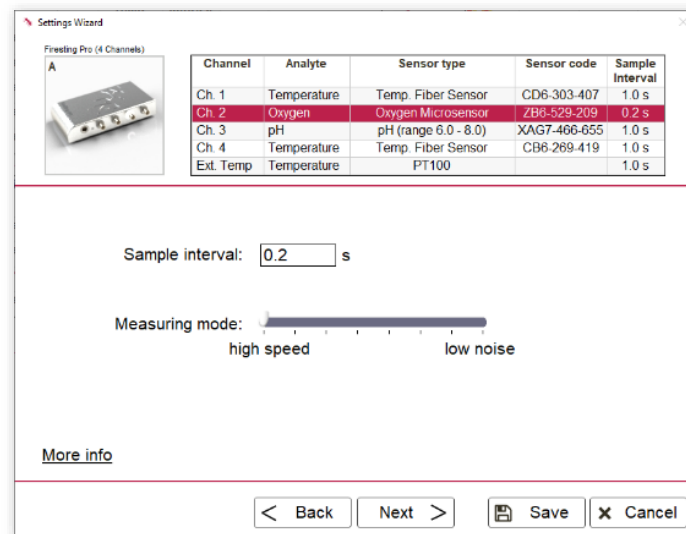 Settings Wizard
Firesting Pro (4 Channels)
A
Channel Analyte Sensor type Sensor code Sample Interval
Ch. 1 Temperature Temp. Fiber Sensor CD6-303-407 1.0 s
Ch. 2 Oxygen Oxygen Microsensor ZB6-529-209 0.2 s
Ch. 3 pH pH (range 6.0 - 8.0) XAG7-466-655 1.0 s
Ch. 4 Temperature Temp. Fiber Sensor CB6-269-419 1.0 s
Ext. Temp Temperature PT100 1.0 s
Sample interval: 0.2 s
Measuring mode:
high speed low noise
More info
< Back Next > Save × Cancel